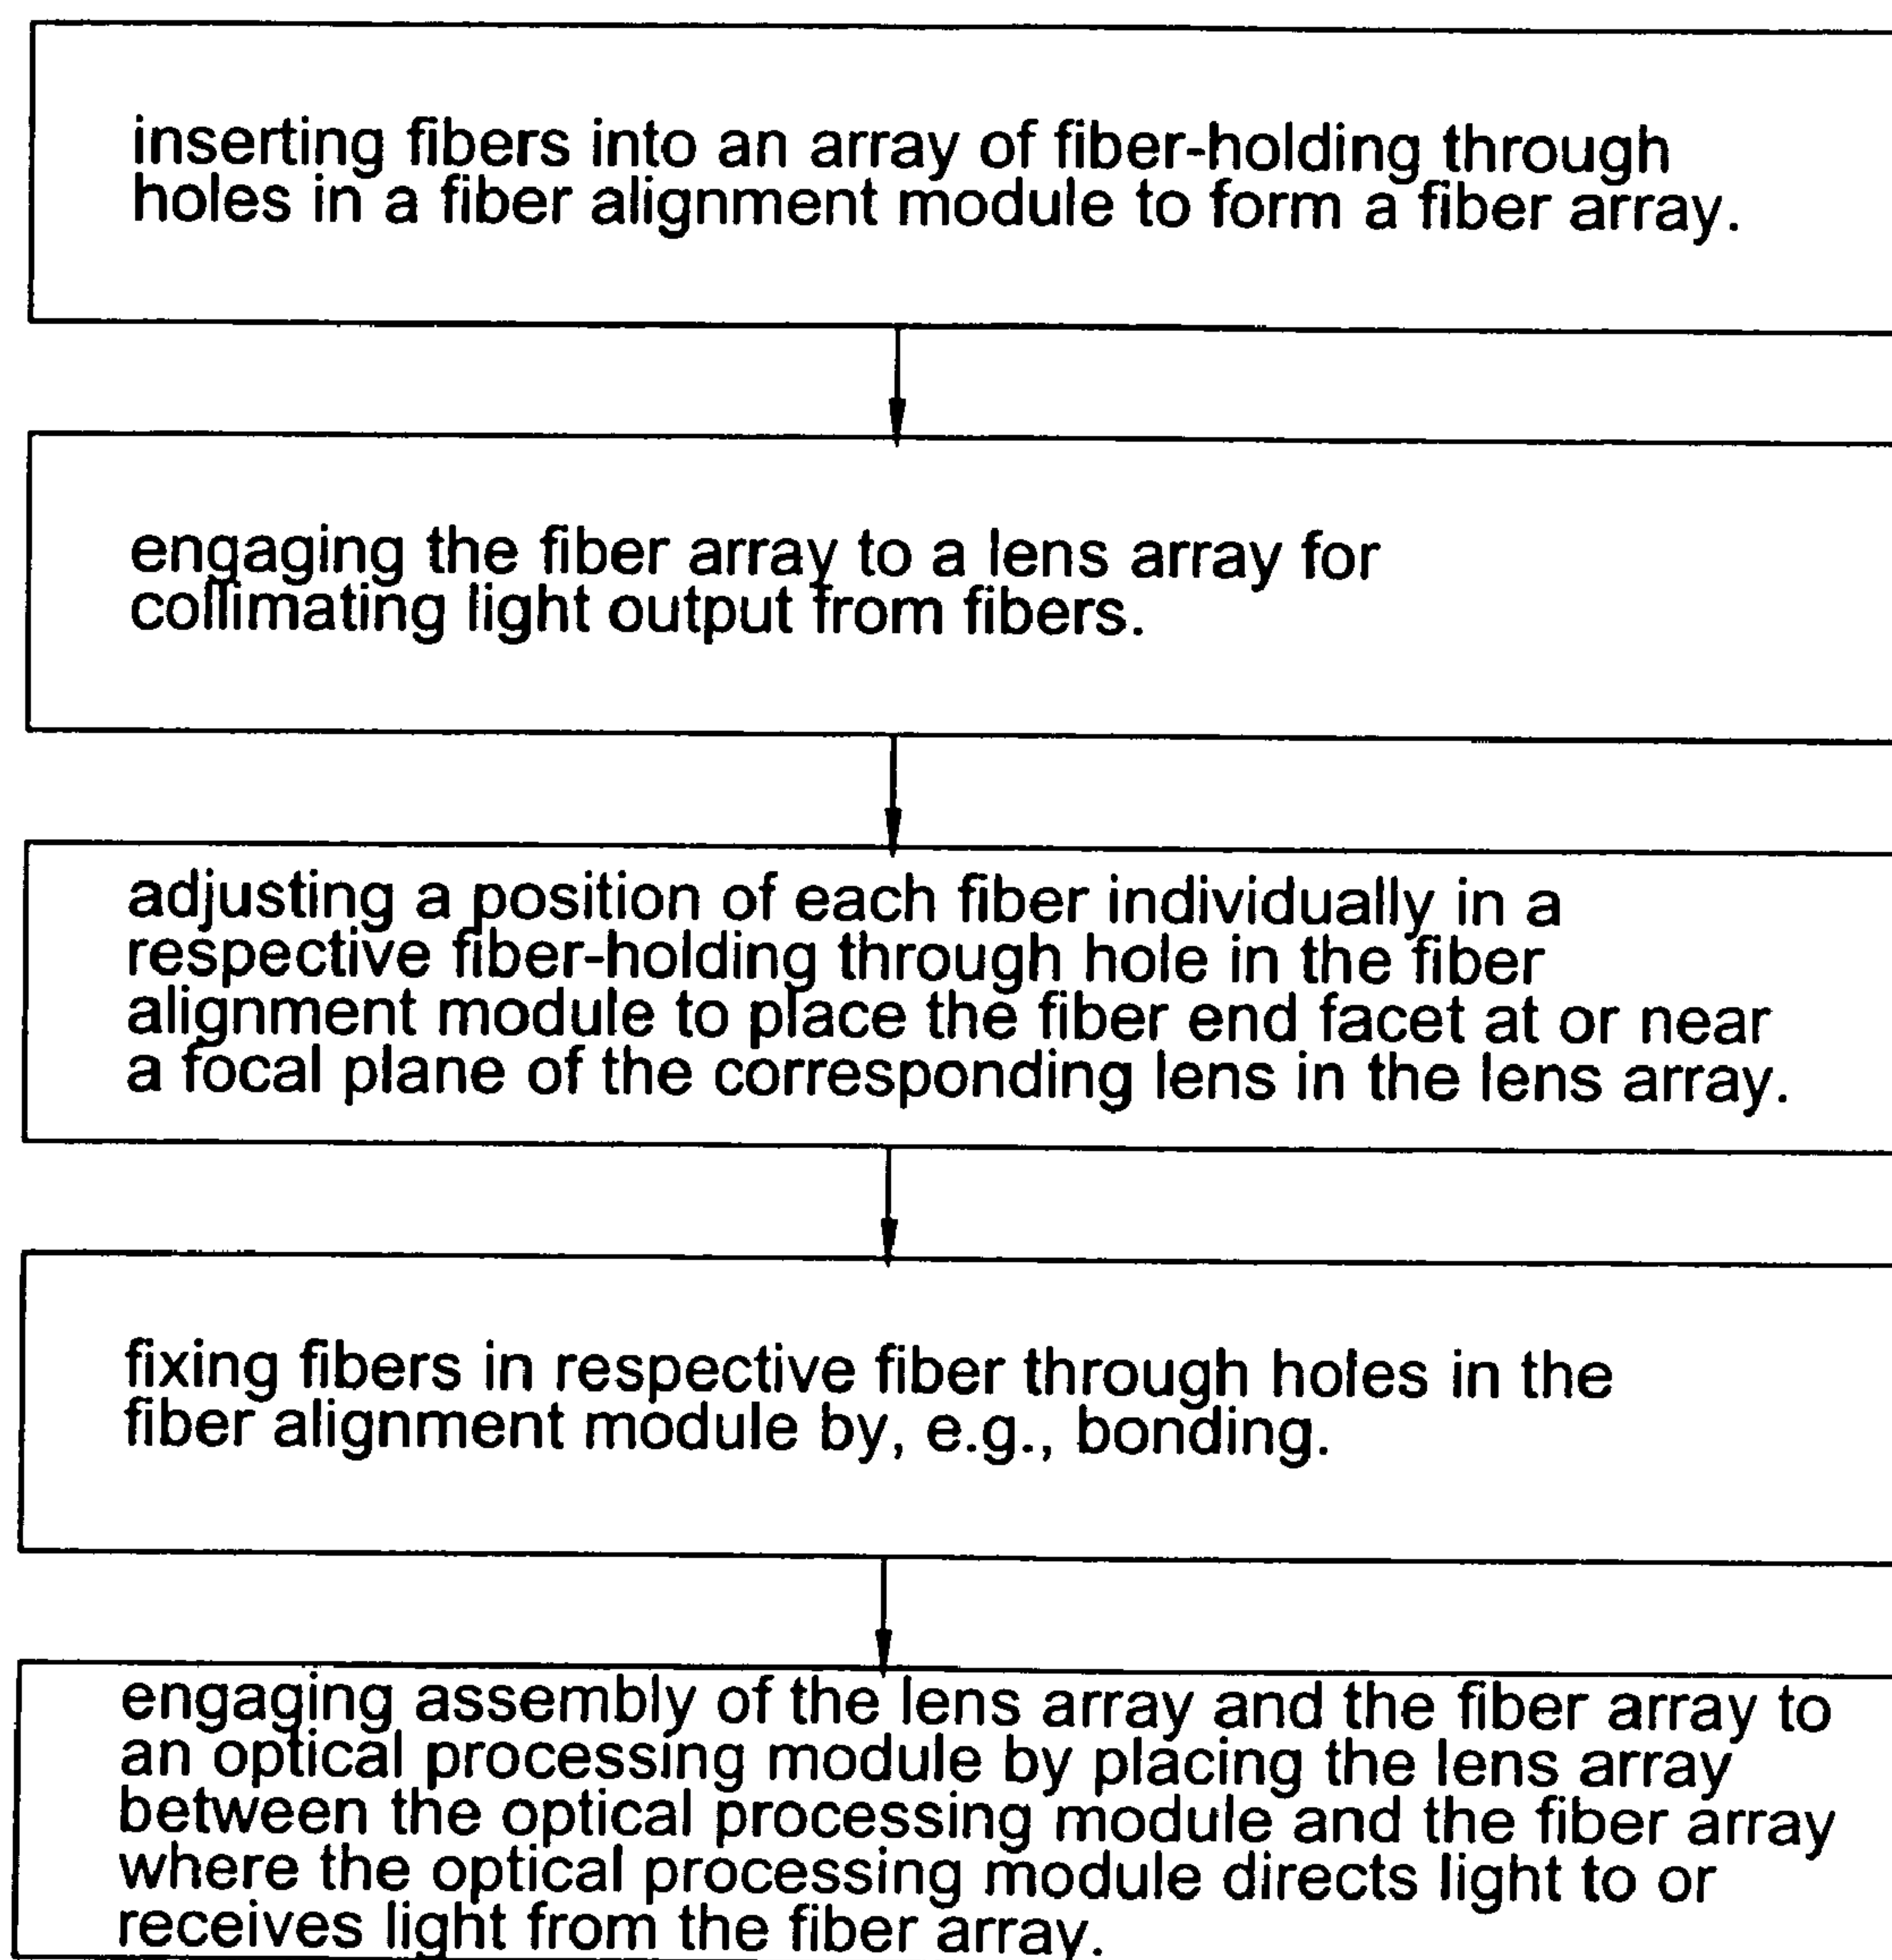 inserting fibers into an array of fiber-holding through
holes in a fiber alignment module to form a fiber array.
engaging the fiber array to a lens array for
collimating light output from fibers.
adjusting a position of each fiber individually in a
respective fiber-holding through hole in the fiber
alignment module to place the fiber end facet at or near
a focal plane of the corresponding lens in the lens array.
fixing fibers in respective fiber through holes in the
fiber alignment module by, e.g., bonding.
engaging assembly of the lens array and the fiber array to
an optical processing module by placing the lens array
between the optical processing module and the fiber array
where the optical processing module directs light to or
receives light from the fiber array.